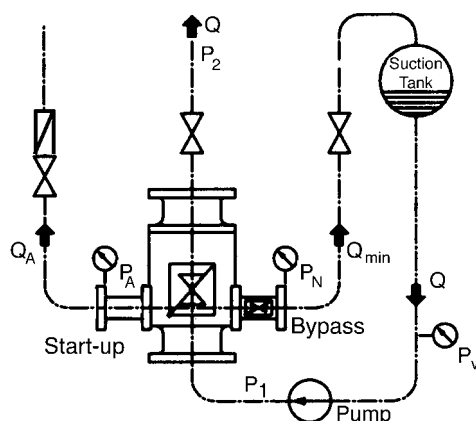 Q
P2
Suction
Tank
QA
PA
PN
Qmin
Q
Start-up
Bypass
Pv
P1
Pump